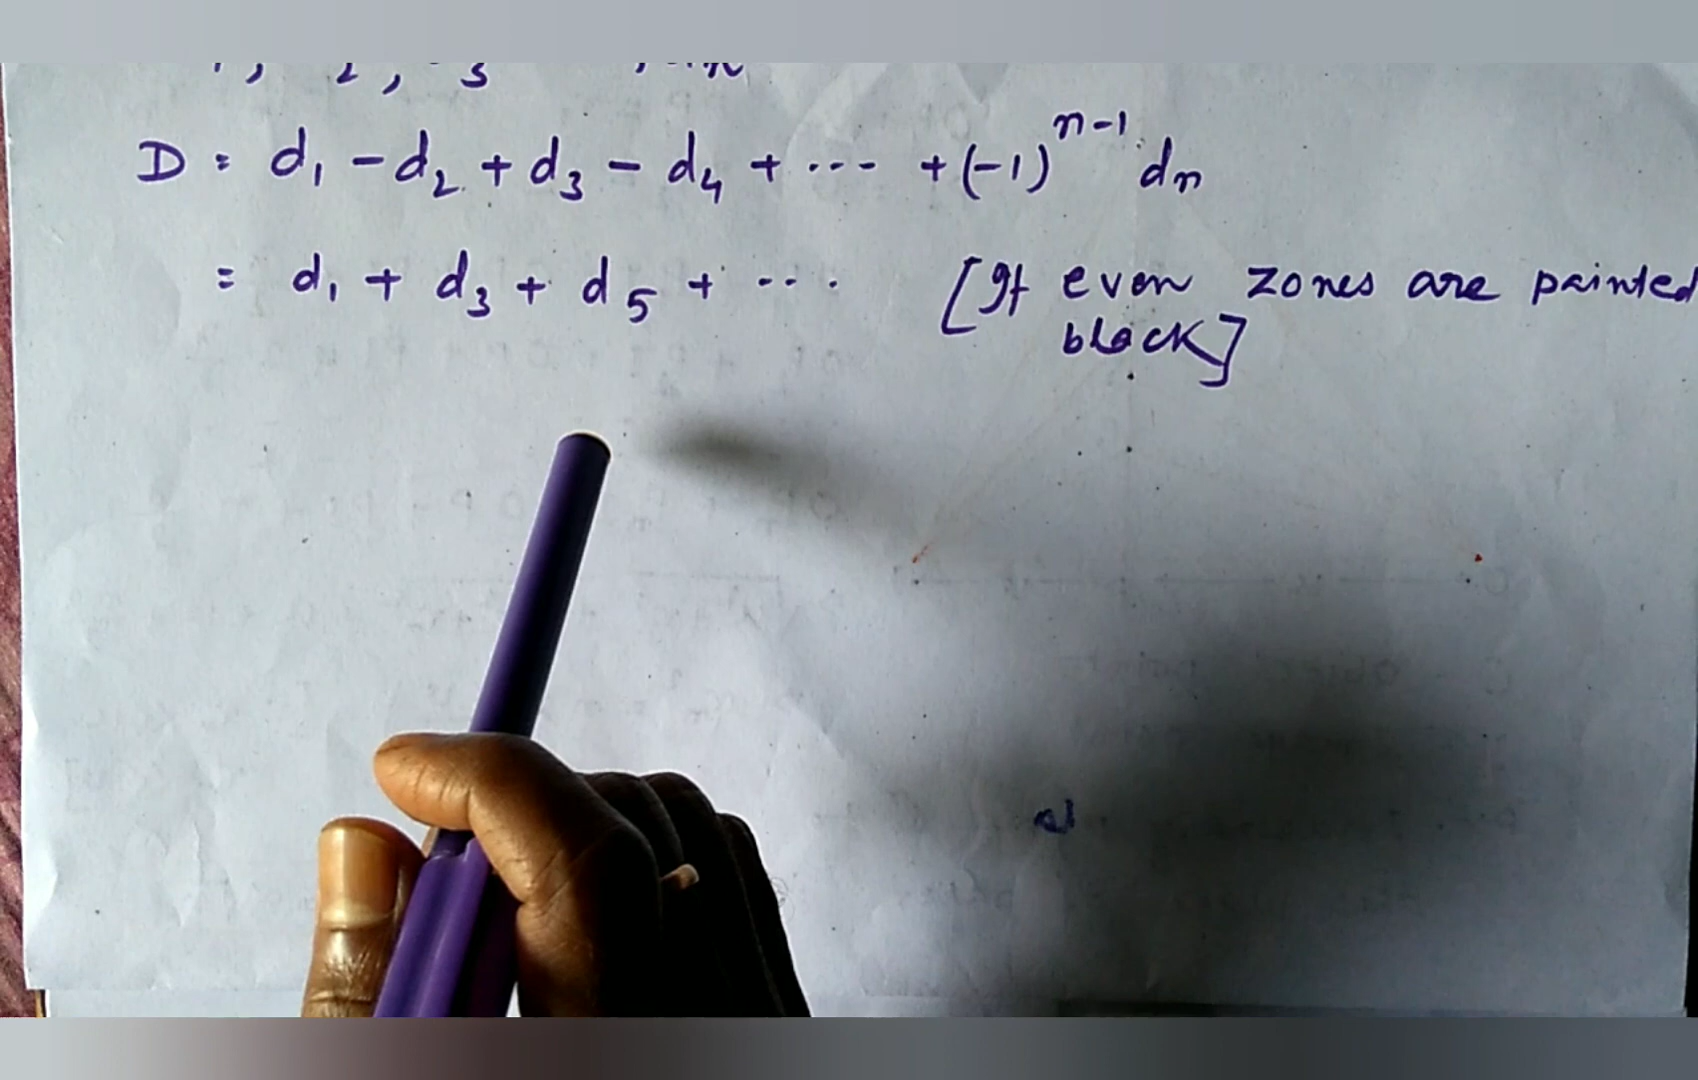 D = d₁ - d₂ + d₃ - d₄ + ... + (-1)ⁿ⁻¹ dₙ
= d₁ + d₃ + d₅ + ... [If even zones are painted
black]